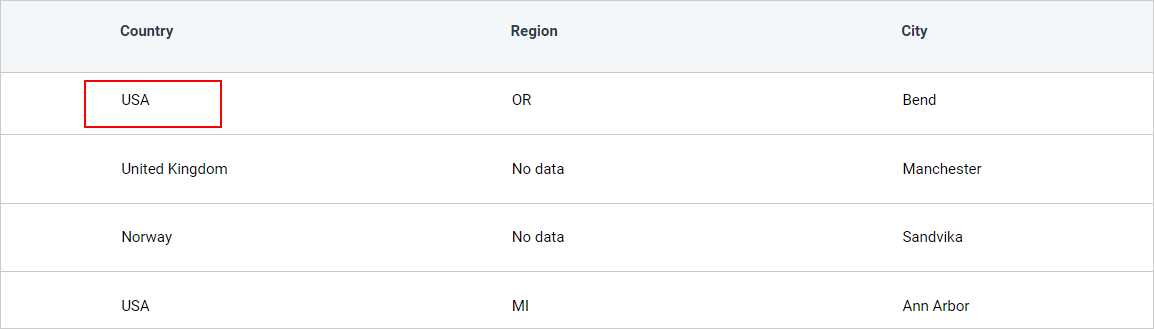 Country Region City
USA OR Bend
United Kingdom No data Manchester
Norway No data Sandvika
USA MI Ann Arbor